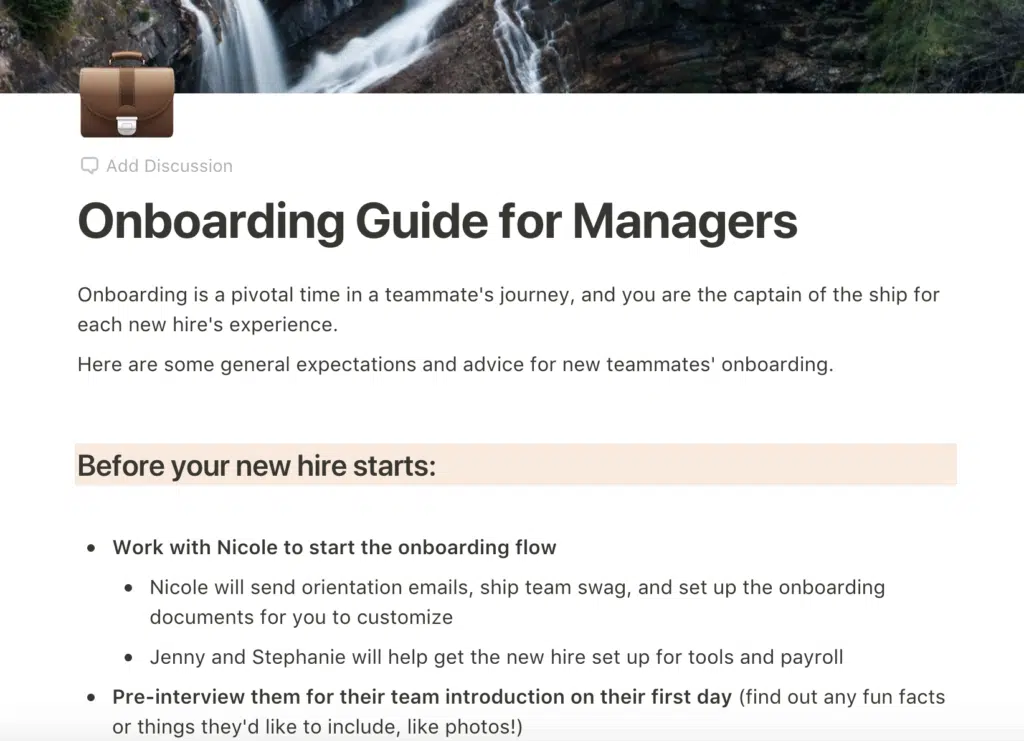 Add Discussion
Onboarding Guide for Managers
Onboarding is a pivotal time in a teammate's journey, and you are the captain of the ship for
each new hire's experience.
Here are some general expectations and advice for new teammates' onboarding.
Before your new hire starts:
• Work with Nicole to start the onboarding flow
• Nicole will send orientation emails, ship team swag, and set up the onboarding
documents for you to customize
• Jenny and Stephanie will help get the new hire set up for tools and payroll
• Pre-interview them for their team introduction on their first day (find out any fun facts
or things they'd like to include, like photos!)